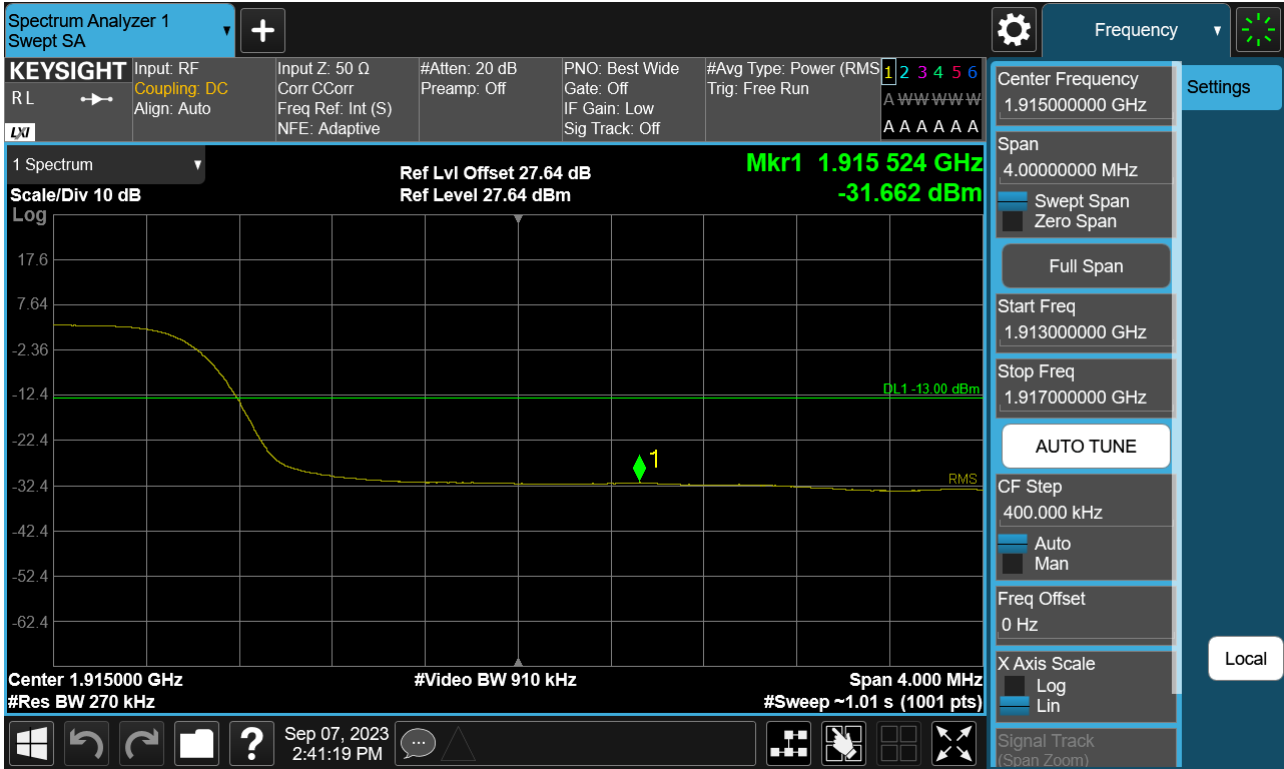 Spectrum Analyzer 1
Swept SA
Frequency
KEYSIGHT
RL
LXI
Input: RF
Coupling: DC
Align: Auto
Input Z: 50 Ω
Corr CCorr
Freq Ref: Int (S)
NFE: Adaptive
#Atten: 20 dB
Preamp: Off
PNO: Best Wide
Gate: Off
IF Gain: Low
Sig Track: Off
#Avg Type: Power (RMS
Trig: Free Run
1 2 3 4 5 6
A W W W W W
A A A A A A
1 Spectrum
Scale/Div 10 dB
Log
Ref Lvl Offset 27.64 dB
Ref Level 27.64 dBm
Mkr1 1.915 524 GHz
-31.662 dBm
17.6
7.64
-2.36
-12.4
-22.4
-32.4
-42.4
-52.4
-62.4
DL1 -13.00 dBm
1
RMS
Center 1.915000 GHz
#Video BW 910 kHz
Span 4.000 MHz
#Res BW 270 kHz
#Sweep ~1.01 s (1001 pts)
Sep 07, 2023
2:41:19 PM
?
Center Frequency
1.915000000 GHz
Settings
Span
4.00000000 MHz
Swept Span
Zero Span
Full Span
Start Freq
1.913000000 GHz
Stop Freq
1.917000000 GHz
AUTO TUNE
CF Step
400.000 kHz
Auto
Man
Freq Offset
0 Hz
X Axis Scale
Log
Lin
Local
Signal Track
(Span Zoom)